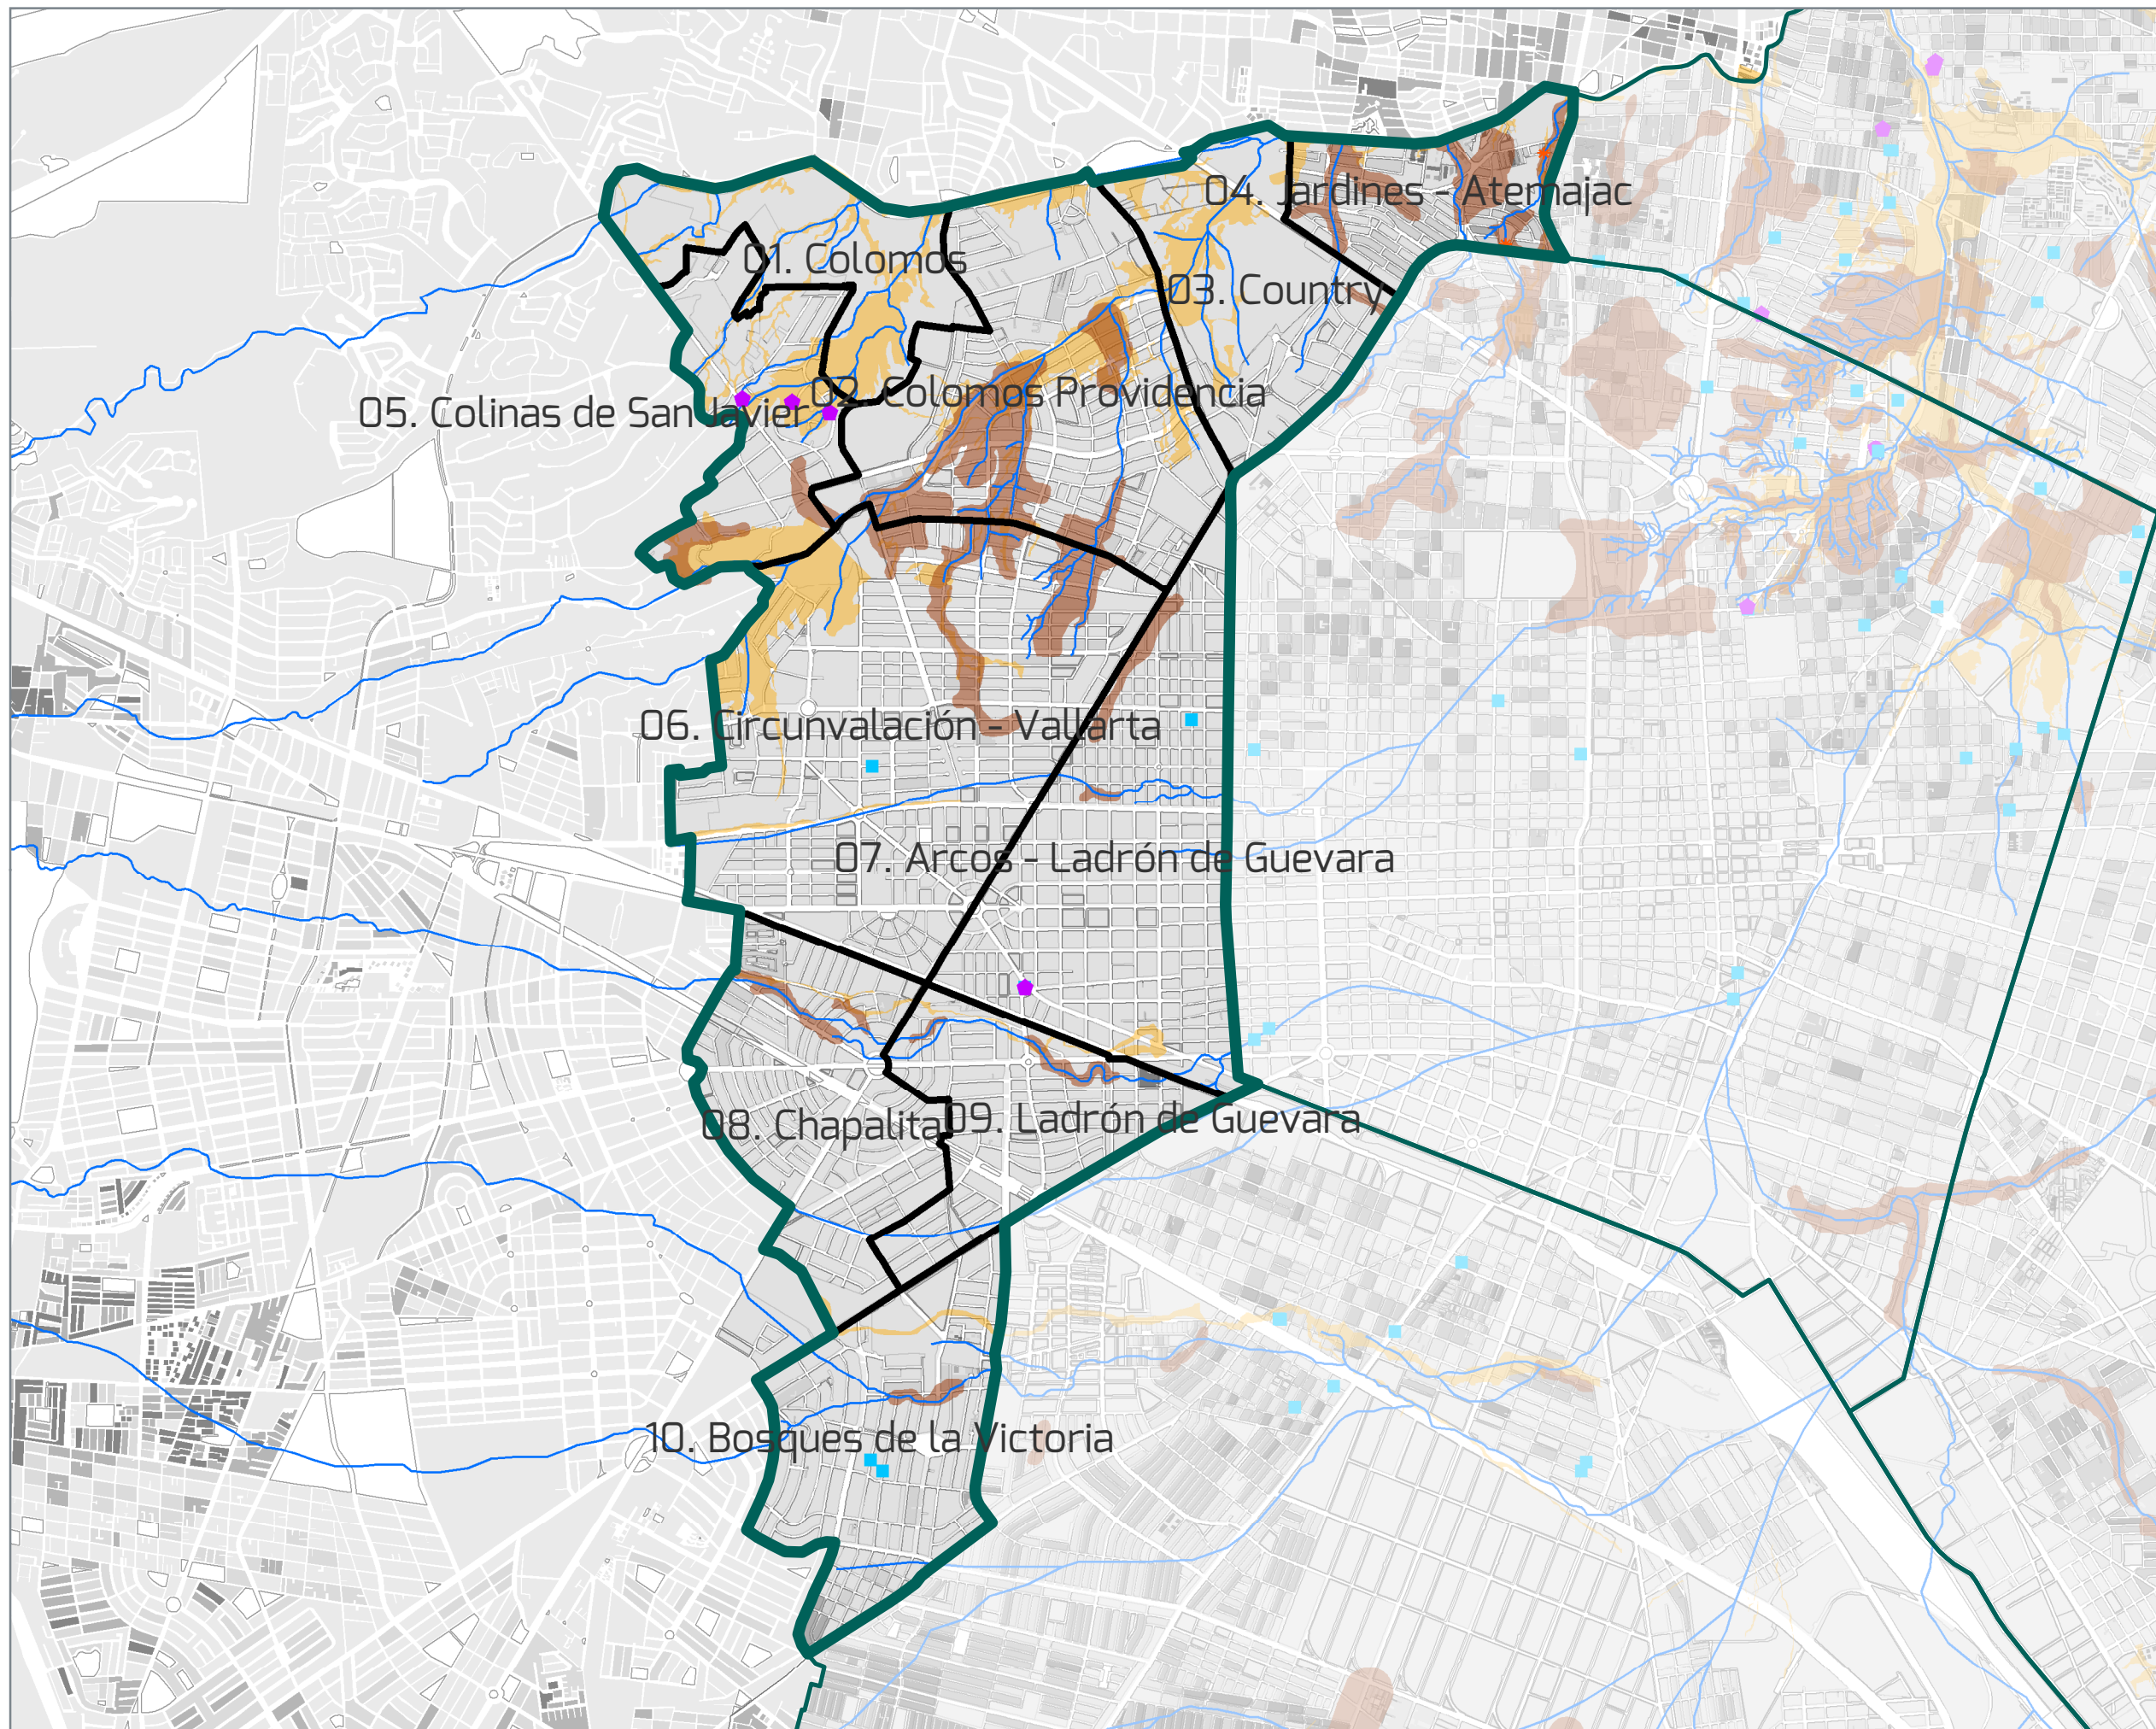 04. Jardines - Atemajac
01. Colomos
03. Country
02. Colomos Providencia
05. Colinas de San Javier
06. Circunvalación - Vallarta
07. Arcos - Ladrón de Guevara
08. Chapalita
09. Ladrón de Guevara
10. Bosques de la Victoria